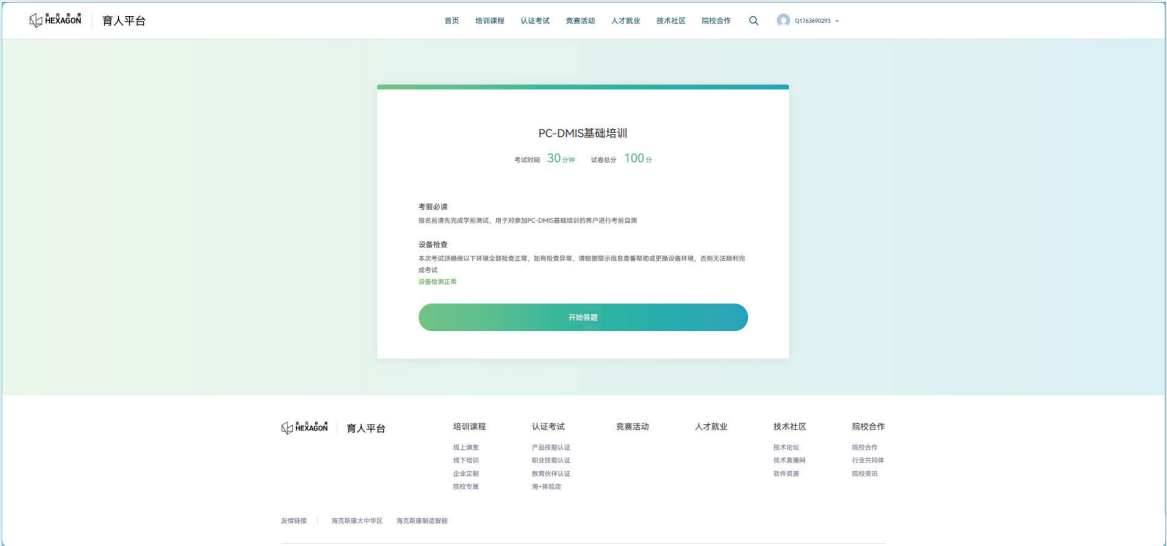 海克斯康
HEXAGON 育人平台 首页 培训课程 认证考试 竞赛活动 人才就业 技术社区 院校合作 Q1763690293
PC-DMIS基础培训
考试时间 30分钟 试卷总分 100分
考前必读
报名前请先完成学前测试，用于对参加PC-DMIS基础培训的客户进行考前自测
设备检查
本次考试须确保以下环境全部检查正常，如有检查异常，请根据提示信息查看帮助或更换设备环境，否则无法顺利完
成考试
设备检测正常
开始答题
海克斯康
HEXAGON 育人平台 培训课程 认证考试 竞赛活动 人才就业 技术社区 院校合作
线上课堂 产品技能认证 技术论坛 院校合作
线下培训 职业技能认证 技术直播间 行业共同体
企业定制 教育伙伴认证 软件资源 院校资讯
院校专属 海+体验店
友情链接 海克斯康大中华区 海克斯康制造智能